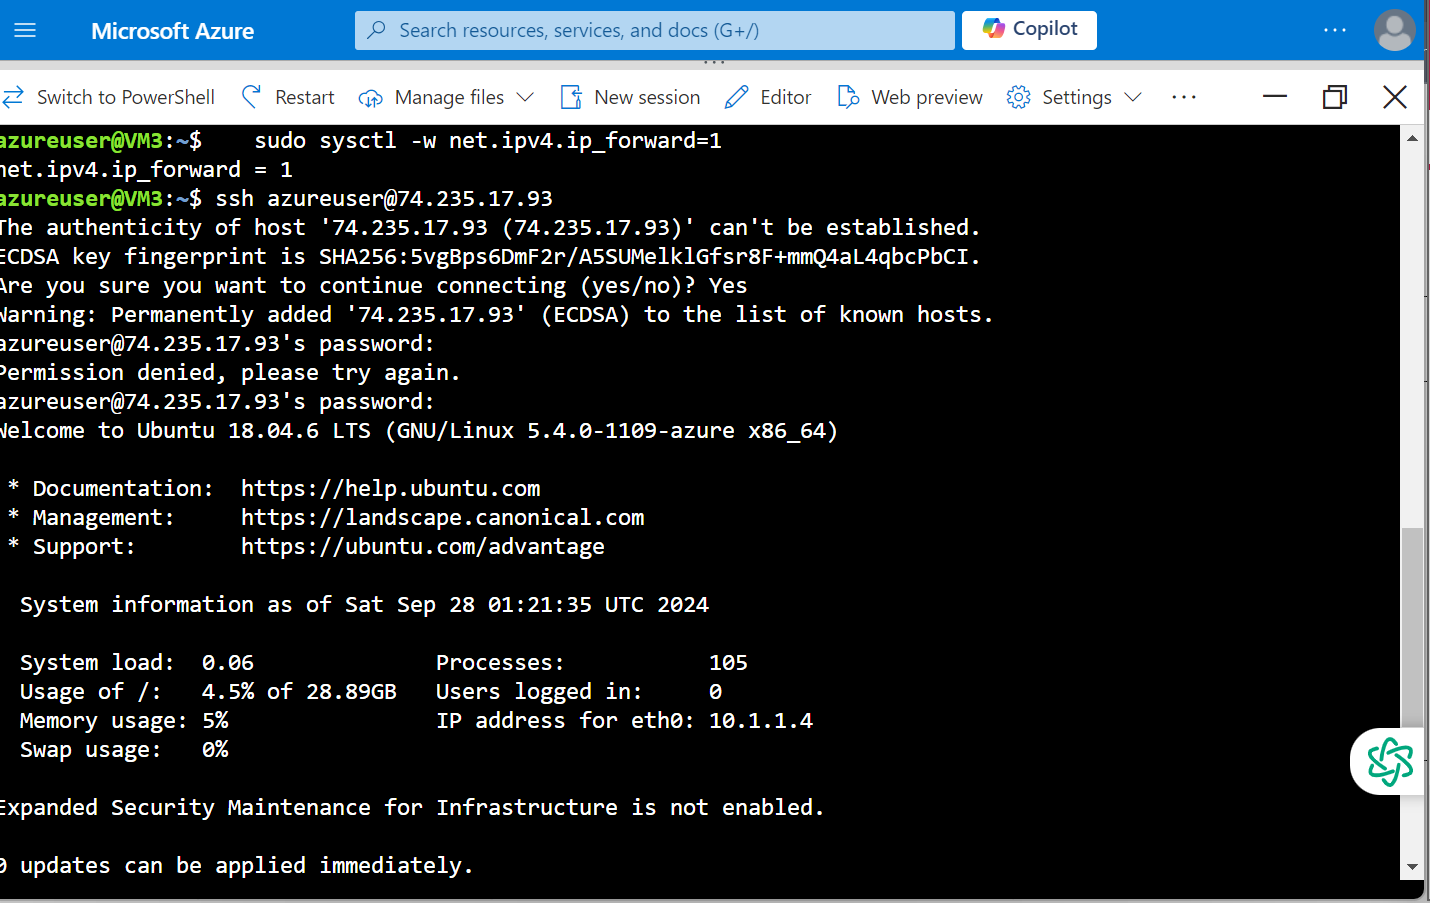 Microsoft Azure
Search resources, services, and docs (G+/)
Copilot
Switch to PowerShell Restart Manage files New session Editor Web preview Settings
azureuser@VM3:~$    sudo sysctl -w net.ipv4.ip_forward=1
net.ipv4.ip_forward = 1
azureuser@VM3:~$ ssh azureuser@74.235.17.93
The authenticity of host '74.235.17.93 (74.235.17.93)' can't be established.
ECDSA key fingerprint is SHA256:5vgBps6DmF2r/A5SUMelklGfsr8F+mmQ4aL4qbcPbCI.
Are you sure you want to continue connecting (yes/no)? Yes
Warning: Permanently added '74.235.17.93' (ECDSA) to the list of known hosts.
azureuser@74.235.17.93's password:
Permission denied, please try again.
azureuser@74.235.17.93's password:
Welcome to Ubuntu 18.04.6 LTS (GNU/Linux 5.4.0-1109-azure x86_64)
* Documentation:  https://help.ubuntu.com
* Management:     https://landscape.canonical.com
* Support:        https://ubuntu.com/advantage
System information as of Sat Sep 28 01:21:35 UTC 2024
System load:  0.06              Processes:           105
Usage of /:   4.5% of 28.89GB   Users logged in:     0
Memory usage: 5%                IP address for eth0: 10.1.1.4
Swap usage:   0%
Expanded Security Maintenance for Infrastructure is not enabled.
0 updates can be applied immediately.